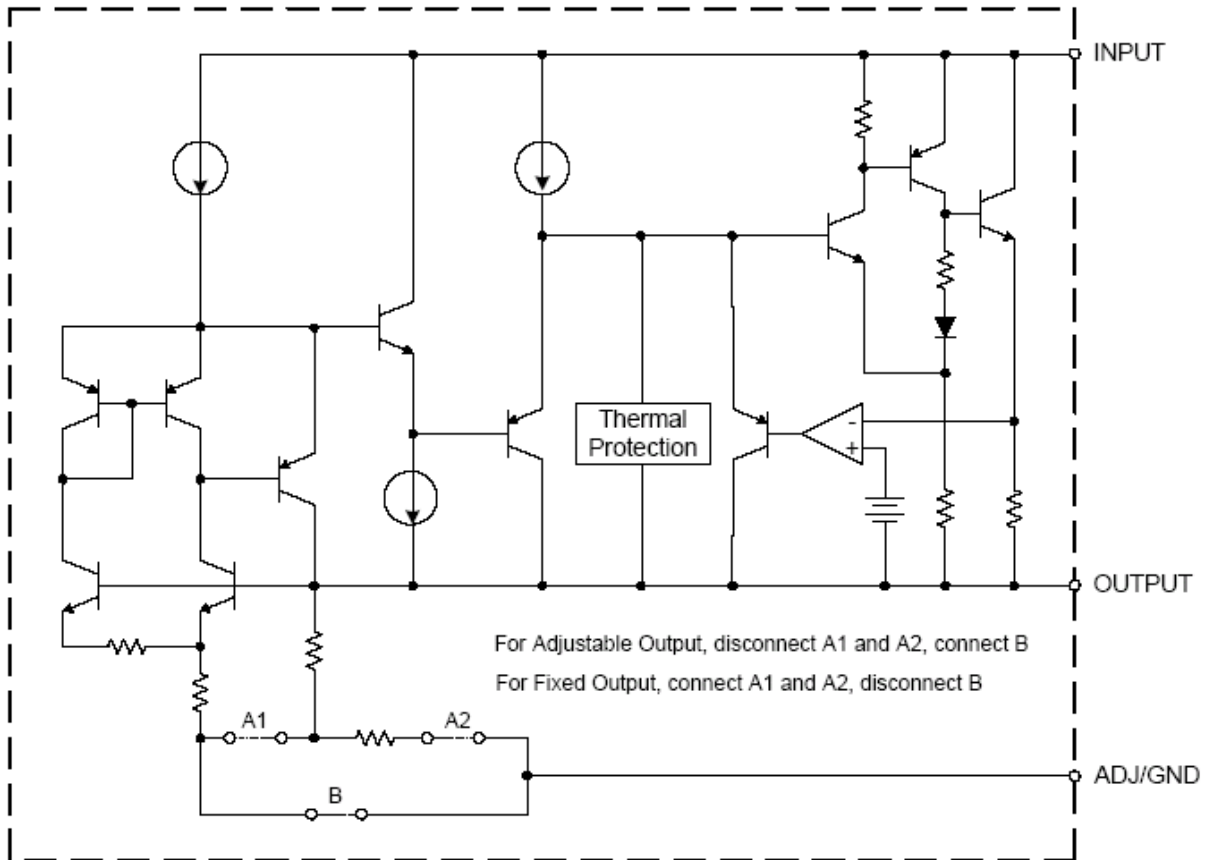 INPUT
Thermal
Protection
-
+
OUTPUT
For Adjustable Output, disconnect A1 and A2, connect B
For Fixed Output, connect A1 and A2, disconnect B
A1
A2
ADJ/GND
B